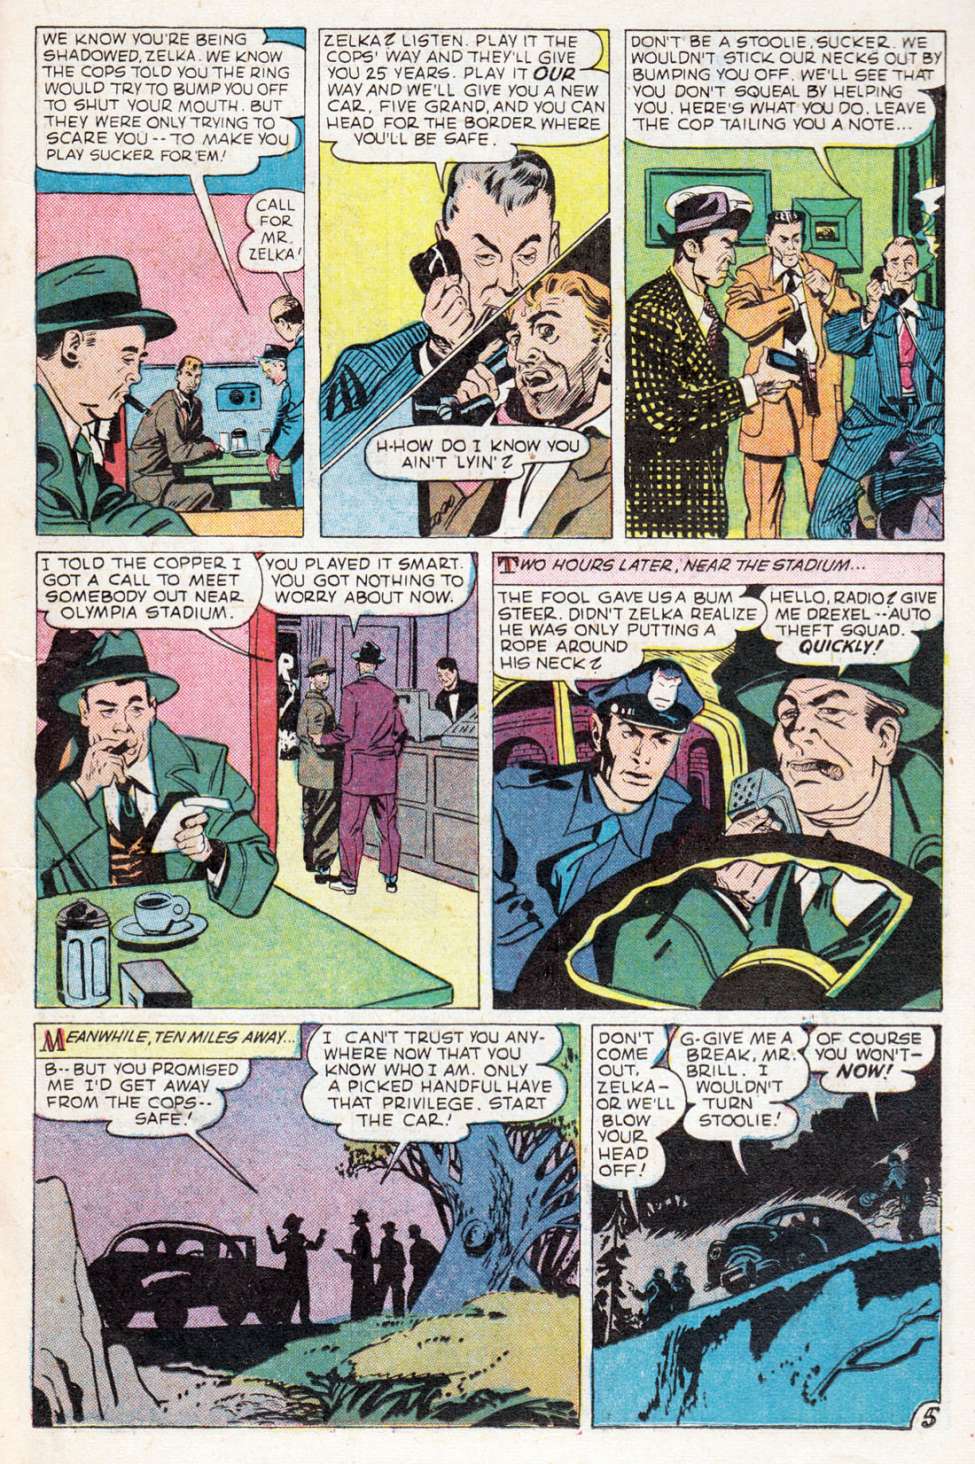 WE KNOW YOU'RE BEING
SHADOWED, ZELKA. WE KNOW
THE COPS TOLD YOU THE RING
WOULD TRY TO BUMP YOU OFF
TO SHUT YOUR MOUTH. BUT
THEY WERE ONLY TRYING TO
SCARE YOU--TO MAKE YOU
PLAY SUCKER FOR 'EM!
CALL
FOR
MR.
ZELKA!
ZELKA? LISTEN. PLAY IT THE
COPS' WAY AND THEY'LL GIVE
YOU 25 YEARS. PLAY IT OUR
WAY AND WE'LL GIVE YOU A NEW
CAR, FIVE GRAND, AND YOU CAN
HEAD FOR THE BORDER WHERE
YOU'LL BE SAFE.
H-HOW DO I KNOW YOU
AIN'T LYIN'?
DON'T BE A STOOLIE, SUCKER. WE
WOULDN'T STICK OUR NECKS OUT BY
BUMPING YOU OFF. WE'LL SEE THAT
YOU DON'T SQUEAL BY HELPING
YOU. HERE'S WHAT YOU DO. LEAVE
THE COP TAILING YOU A NOTE...
I TOLD THE COPPER I
GOT A CALL TO MEET
SOMEBODY OUT NEAR
OLYMPIA STADIUM.
YOU PLAYED IT SMART.
YOU GOT NOTHING TO
WORRY ABOUT NOW.
TWO HOURS LATER, NEAR THE STADIUM...
THE FOOL GAVE US A BUM
STEER. DIDN'T ZELKA REALIZE
HE WAS ONLY PUTTING A
ROPE AROUND
HIS NECK?
HELLO, RADIO? GIVE
ME DREXEL--AUTO
THEFT SQUAD.
QUICKLY!
MEANWHILE, TEN MILES AWAY...
B--BUT YOU PROMISED
ME I'D GET AWAY
FROM THE COPS--
SAFE!
I CAN'T TRUST YOU ANY-
WHERE NOW THAT YOU
KNOW WHO I AM. ONLY
A PICKED HANDFUL HAVE
THAT PRIVILEGE. START
THE CAR!
DON'T
COME
OUT,
ZELKA-
OR WE'LL
BLOW
YOUR
HEAD
OFF!
G-GIVE ME A
BREAK, MR.
BRILL. I
WOULDN'T
TURN
STOOLIE!
OF COURSE
YOU WON'T-
NOW!
5